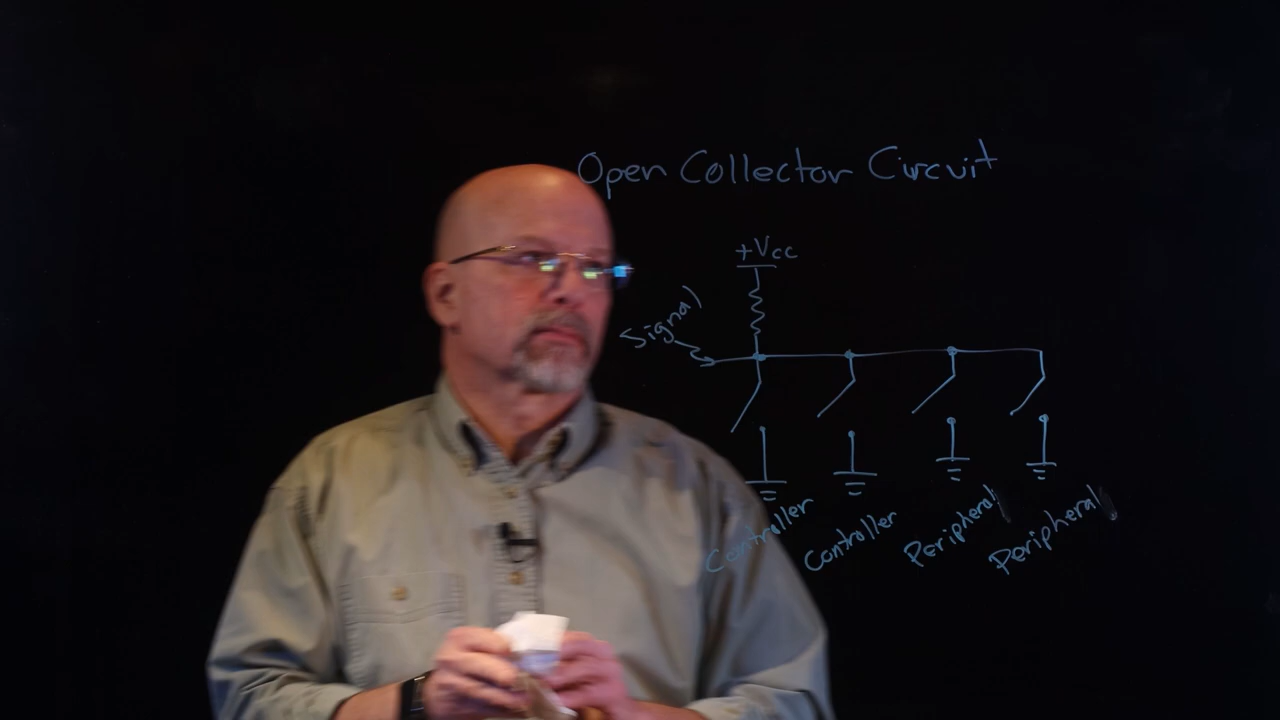 Open Collector Circuit
+Vcc
Signal
Controller
Controller
Peripheral
Peripheral